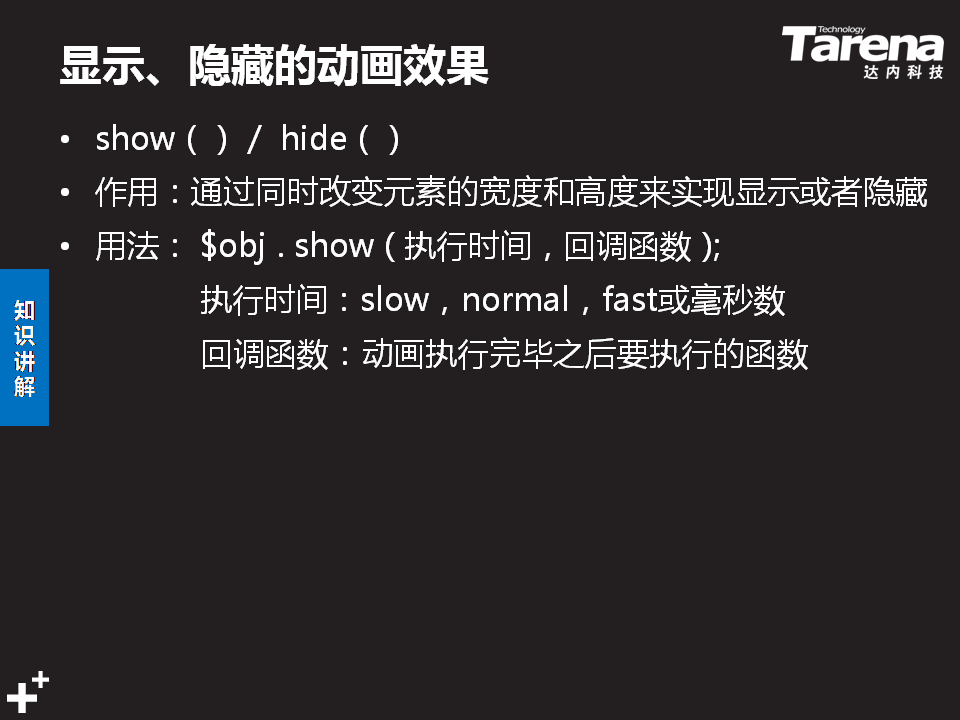 显示、隐藏的动画效果
Technology
Tarena
达内科技
• show ( ) / hide ( )
• 作用：通过同时改变元素的宽度和高度来实现显示或者隐藏
• 用法： $obj . show ( 执行时间 , 回调函数 );
执行时间：slow , normal , fast或毫秒数
回调函数：动画执行完毕之后要执行的函数
知识讲解